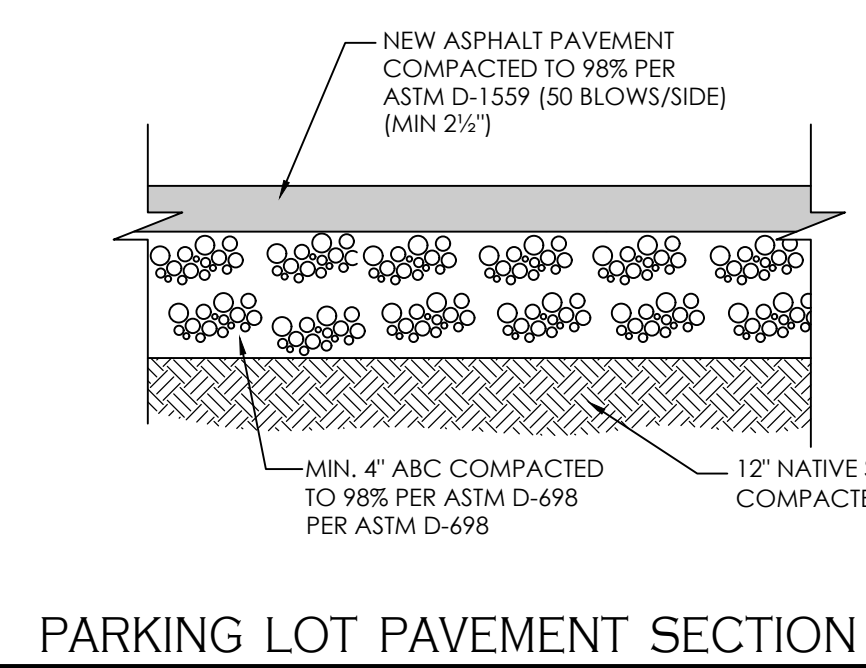 NEW ASPHALT PAVEMENT
COMPACTED TO 98% PER
ASTM D-1559 (50 BLOWS/SIDE)
(MIN 2½")
MIN. 4" ABC COMPACTED
TO 98% PER ASTM D-698
PER ASTM D-698
12" NATIVE
PARKING LOT PAVEMENT SECTION